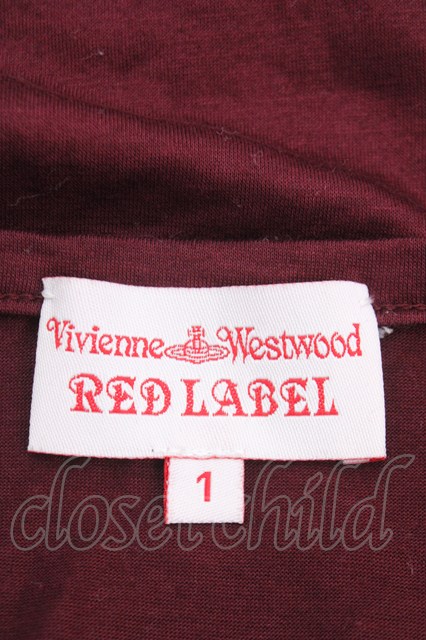 Vivienne Westwood
RED LABEL
1
closet child